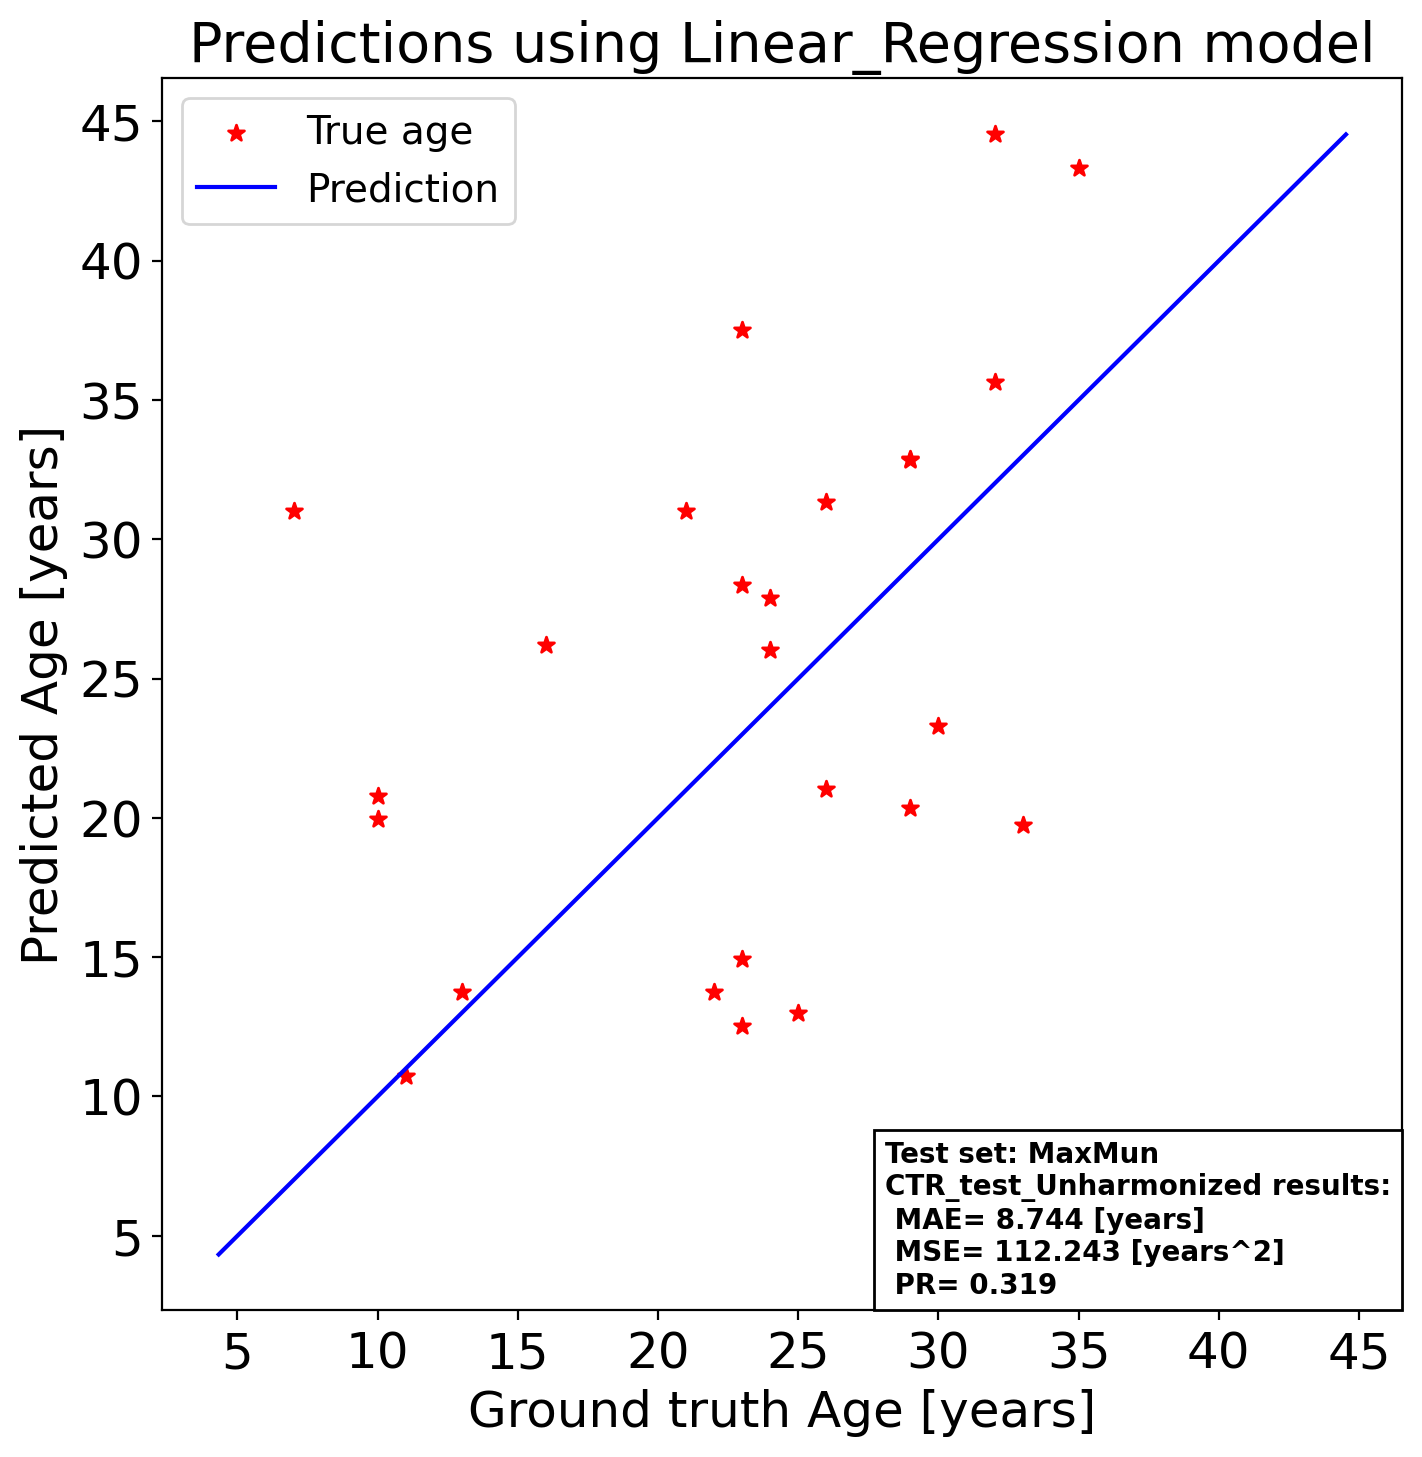 Predictions using Linear_Regression model
True age
Prediction
45
40
35
30
25
20
15
10
5
Predicted Age [years]
Test set: MaxMun
CTR_test_Unharmonized results:
MAE= 8.744 [years]
MSE= 112.243 [years^2]
PR= 0.319
5 10 15 20 25 30 35 40 45
Ground truth Age [years]